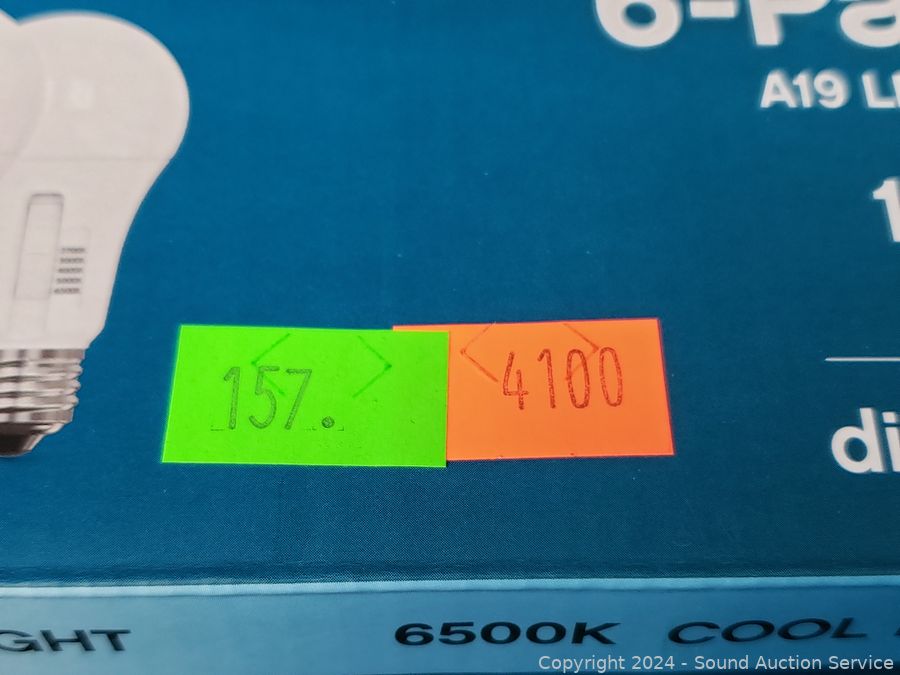 6-Pa
A19 L
1
157.
4100
di
GHT
6500K COOL
Copyright 2024 - Sound Auction Service